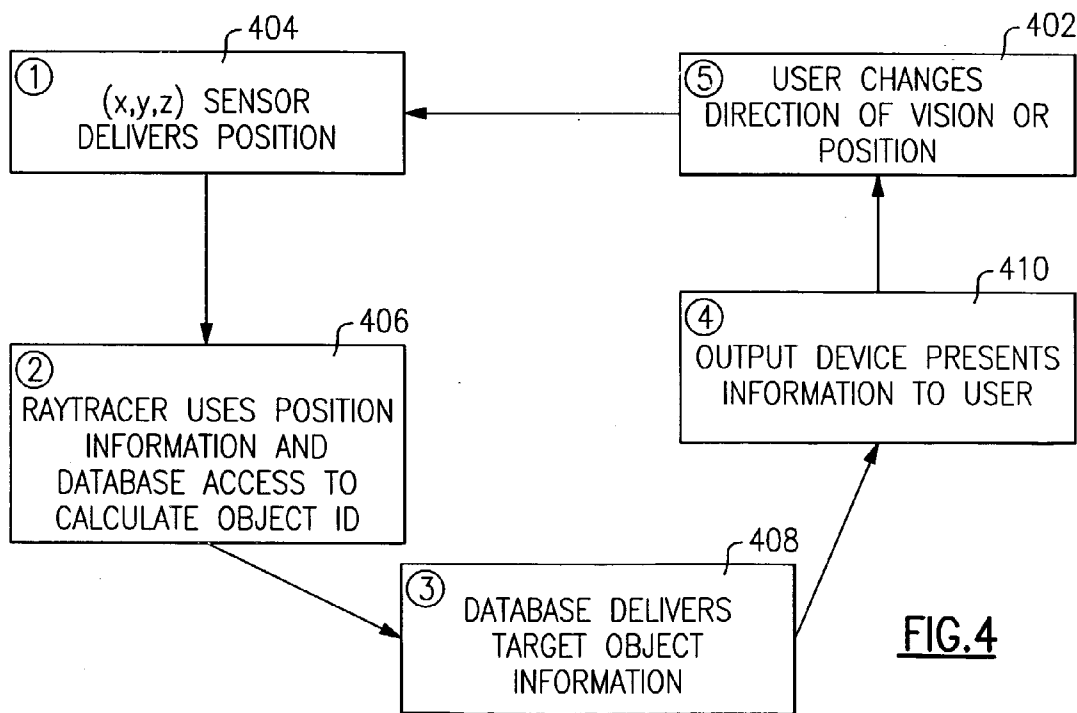 404
① (x,y,z) SENSOR
DELIVERS POSITION
402
⑤ USER CHANGES
DIRECTION OF VISION OR
POSITION
406
②
RAYTRACER USES POSITION
INFORMATION AND
DATABASE ACCESS TO
CALCULATE OBJECT ID
408
③
DATABASE DELIVERS
TARGET OBJECT
INFORMATION
410
④
OUTPUT DEVICE PRESENTS
INFORMATION TO USER
FIG.4